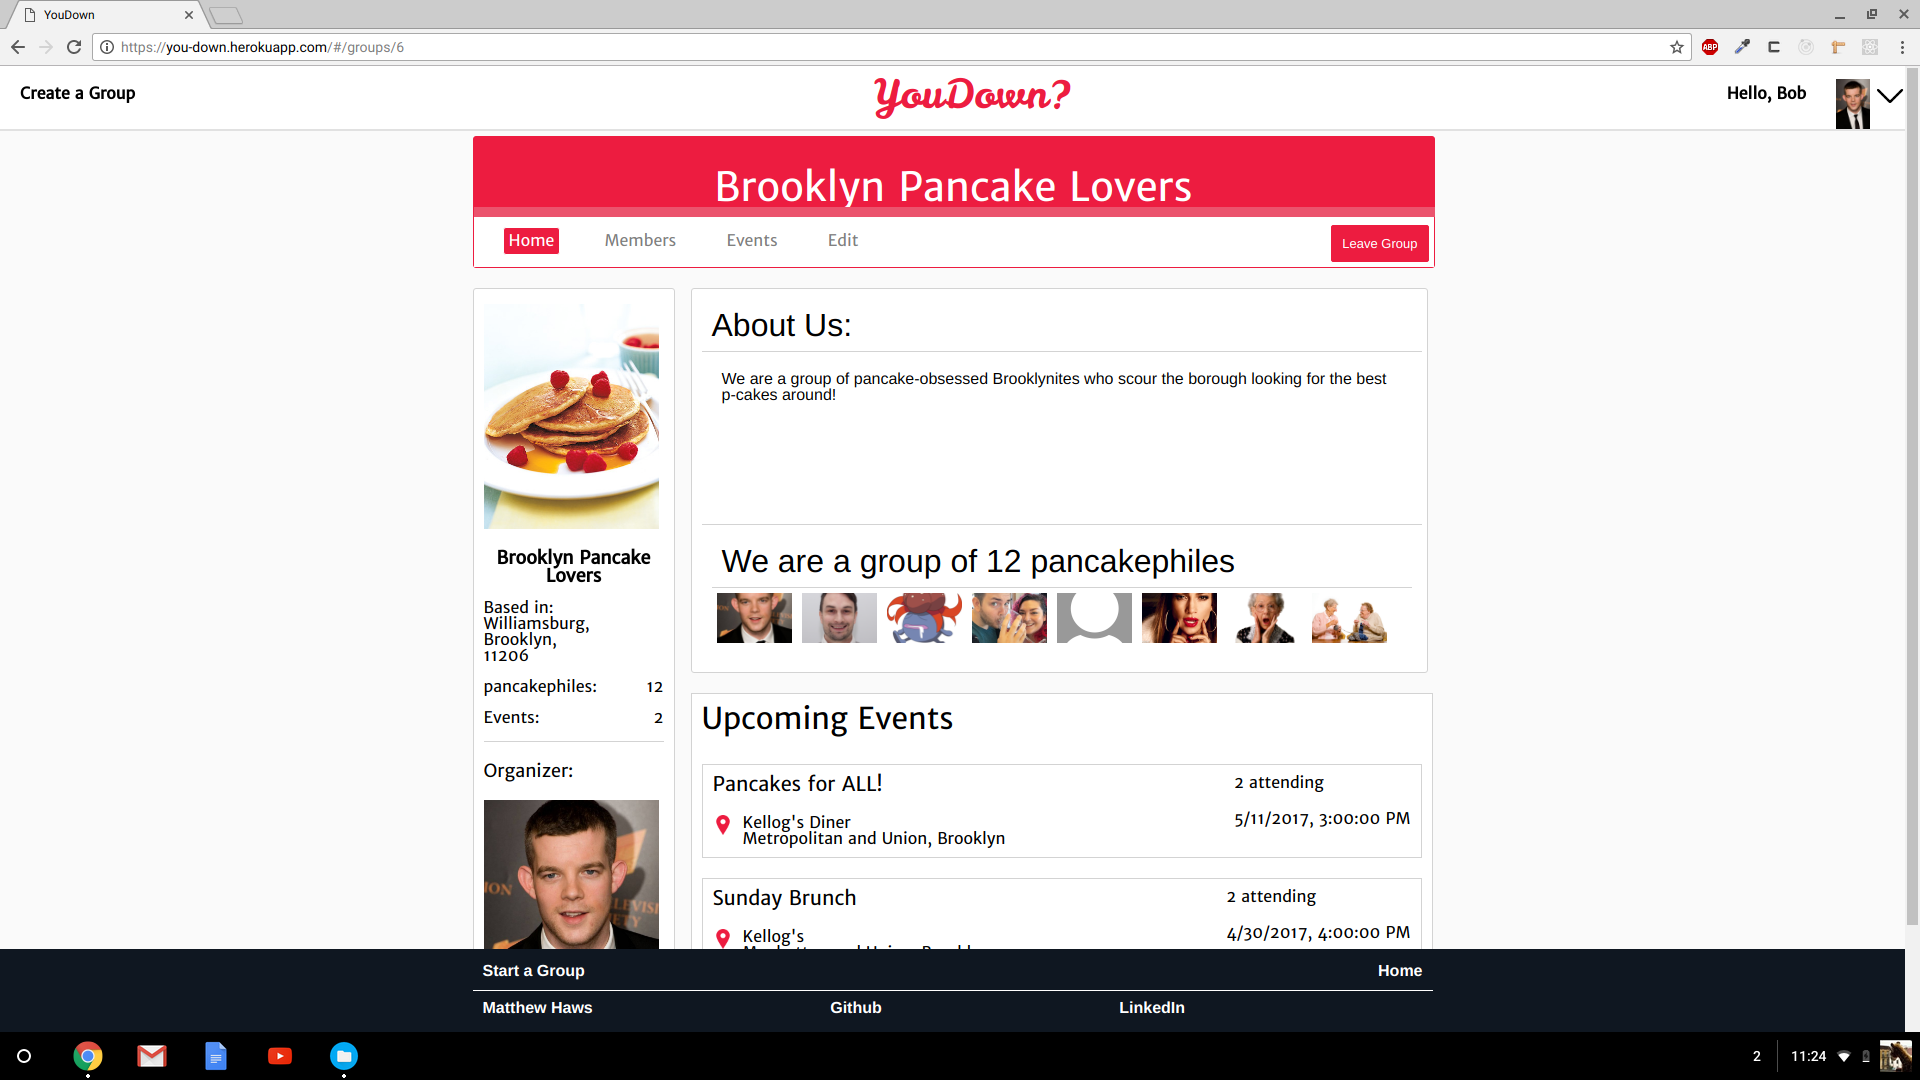 YouDown
https://you-down.herokuapp.com/#/groups/6
ABP
Create a Group
YouDown?
Hello, Bob
Brooklyn Pancake Lovers
Home
Members
Events
Edit
Leave Group
About Us:
We are a group of pancake-obsessed Brooklynites who scour the borough looking for the best
p-cakes around!
We are a group of 12 pancakephiles
Brooklyn Pancake
Lovers
Based in:
Williamsburg,
Brooklyn,
11206
pancakephiles: 12
Events: 2
Organizer:
Upcoming Events
Pancakes for ALL!
2 attending
Kellog's Diner
Metropolitan and Union, Brooklyn
5/11/2017, 3:00:00 PM
Sunday Brunch
2 attending
Kellog's
4/30/2017, 4:00:00 PM
Start a Group
Home
Matthew Haws
Github
LinkedIn
2
11:24